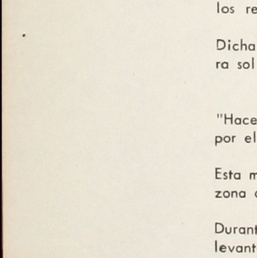 los re
Dicha
ra sol
"Hace
por el
Esta m
zona
Durant
levant